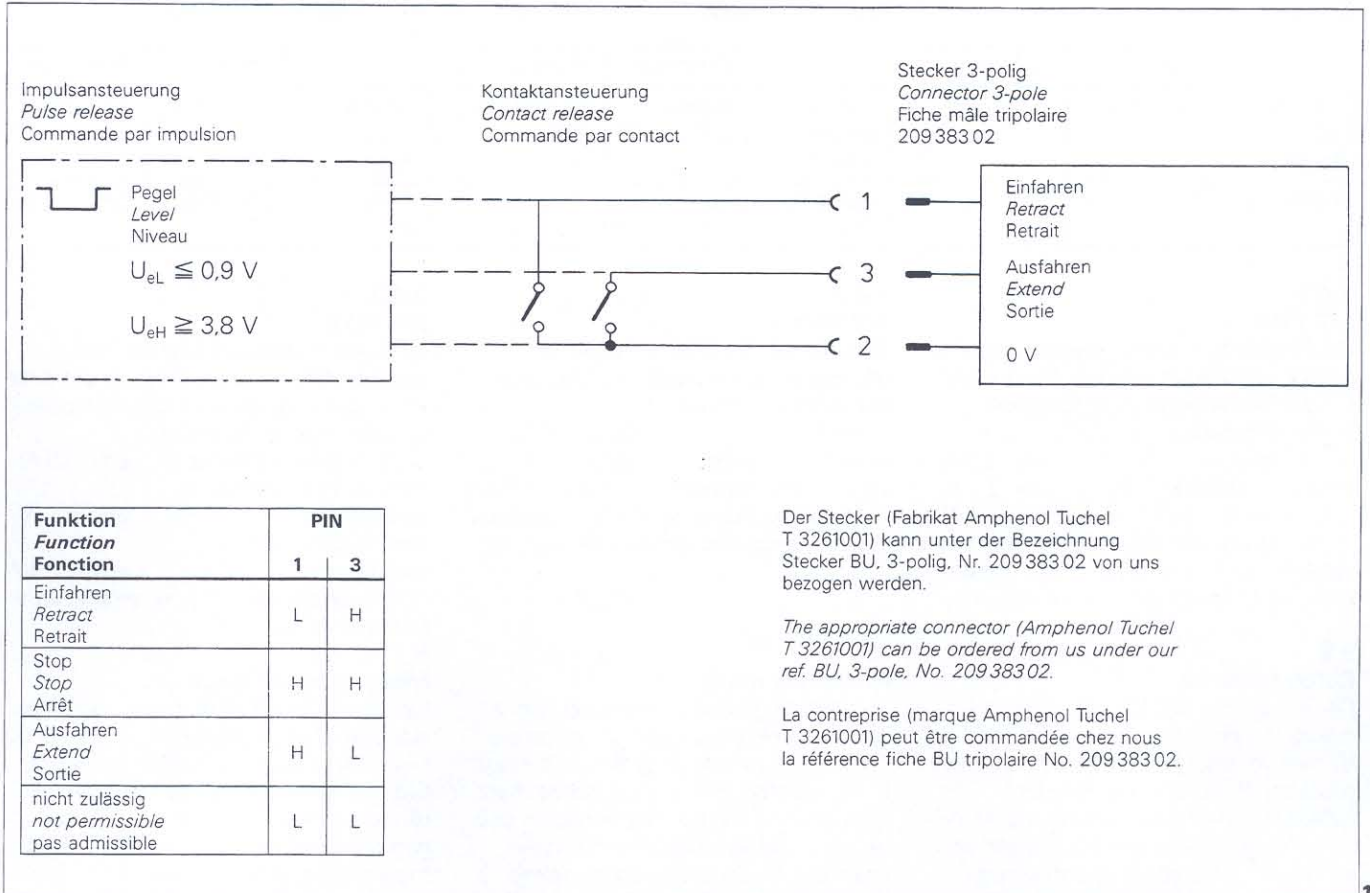 Impulsansteuerung
Pulse release
Commande par impulsion
Kontaktansteuerung
Contact release
Commande par contact
Stecker 3-polig
Connector 3-pole
Fiche mâle tripolaire
209 383 02
Pegel
Level
Niveau
UeL ≦ 0,9 V
UeH ≧ 3,8 V
1
3
2
Einfahren
Retract
Retrait
Ausfahren
Extend
Sortie
0 V
Funktion PIN
Function
Fonction 1 3
Einfahren
Retract L H
Retrait
Stop
Stop H H
Arrêt
Ausfahren
Extend H L
Sortie
nicht zulässig
not permissible L L
pas admissible
Der Stecker (Fabrikat Amphenol Tuchel
T 3261001) kann unter der Bezeichnung
Stecker BU, 3-polig, Nr. 209 383 02 von uns
bezogen werden.
The appropriate connector (Amphenol Tuchel
T 3261001) can be ordered from us under our
ref. BU, 3-pole, No. 209 383 02.
La contreprise (marque Amphenol Tuchel
T 3261001) peut être commandée chez nous
la référence fiche BU tripolaire No. 209 383 02.